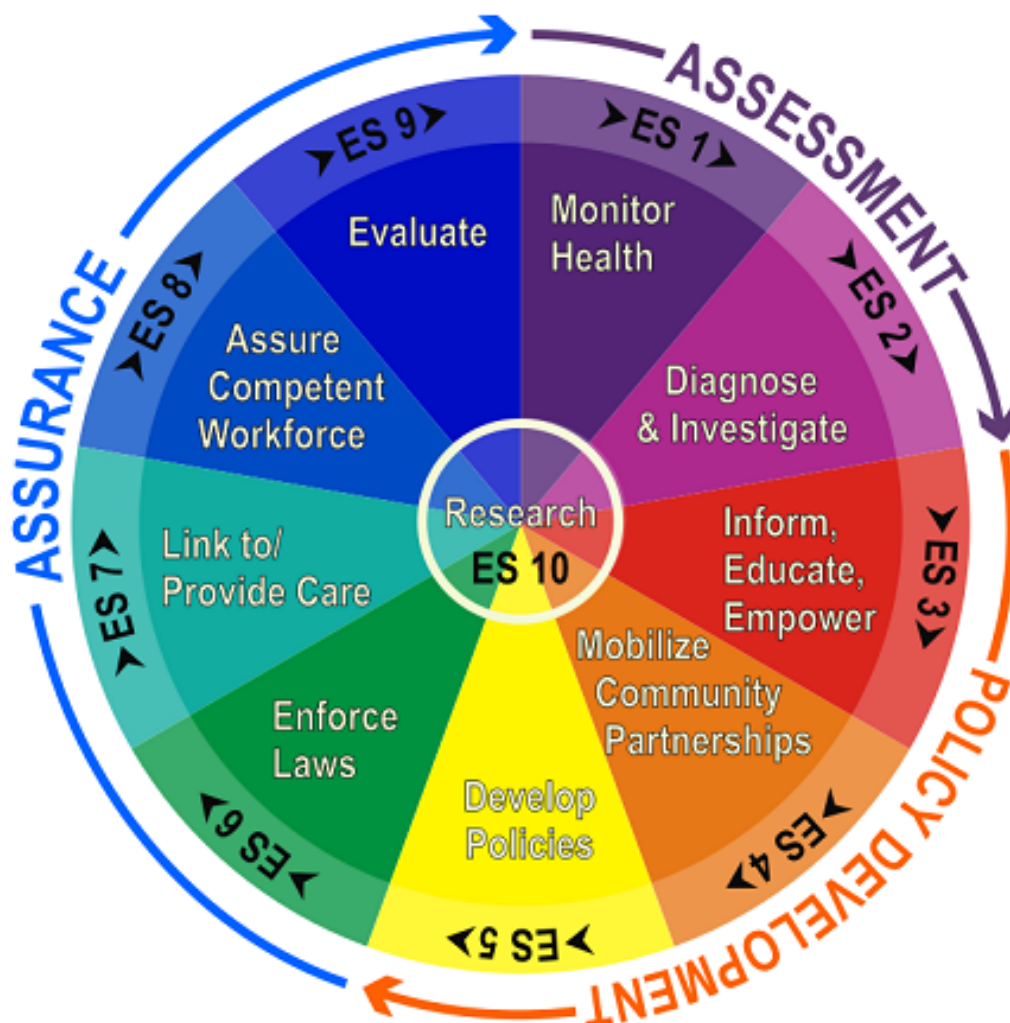 ASSESSMENT
POLICY DEVELOPMENT
ASSURANCE
ES 1
Monitor
Health
ES 2
Diagnose
& Investigate
ES 3
Inform,
Educate,
Empower
ES 4
Mobilize
Community
Partnerships
ES 5
Develop
Policies
ES 6
Enforce
Laws
ES 7
Link to/
Provide Care
ES 8
Assure
Competent
Workforce
ES 9
Evaluate
Research
ES 10